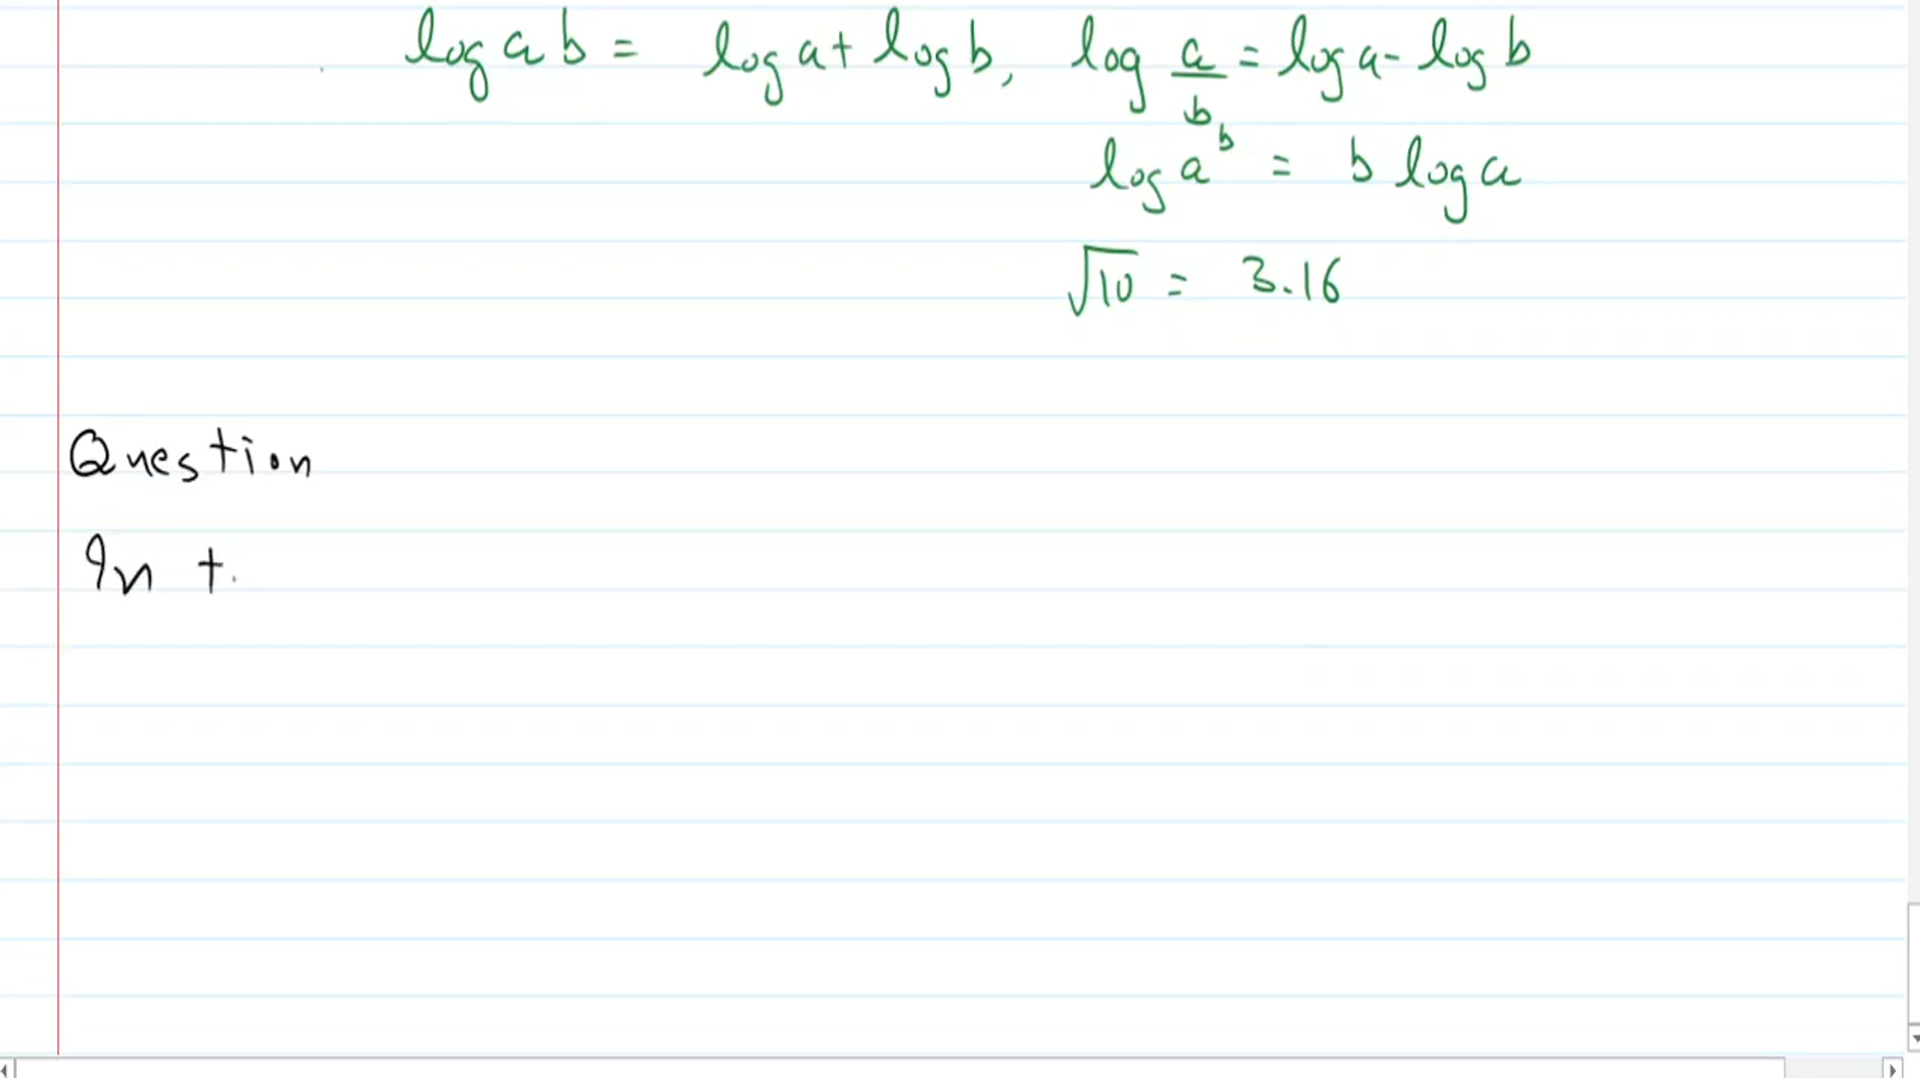 log ab = log a + log b, log a/b = log a - log b
log a^b = b log a
√10 = 3.16
Question
In t